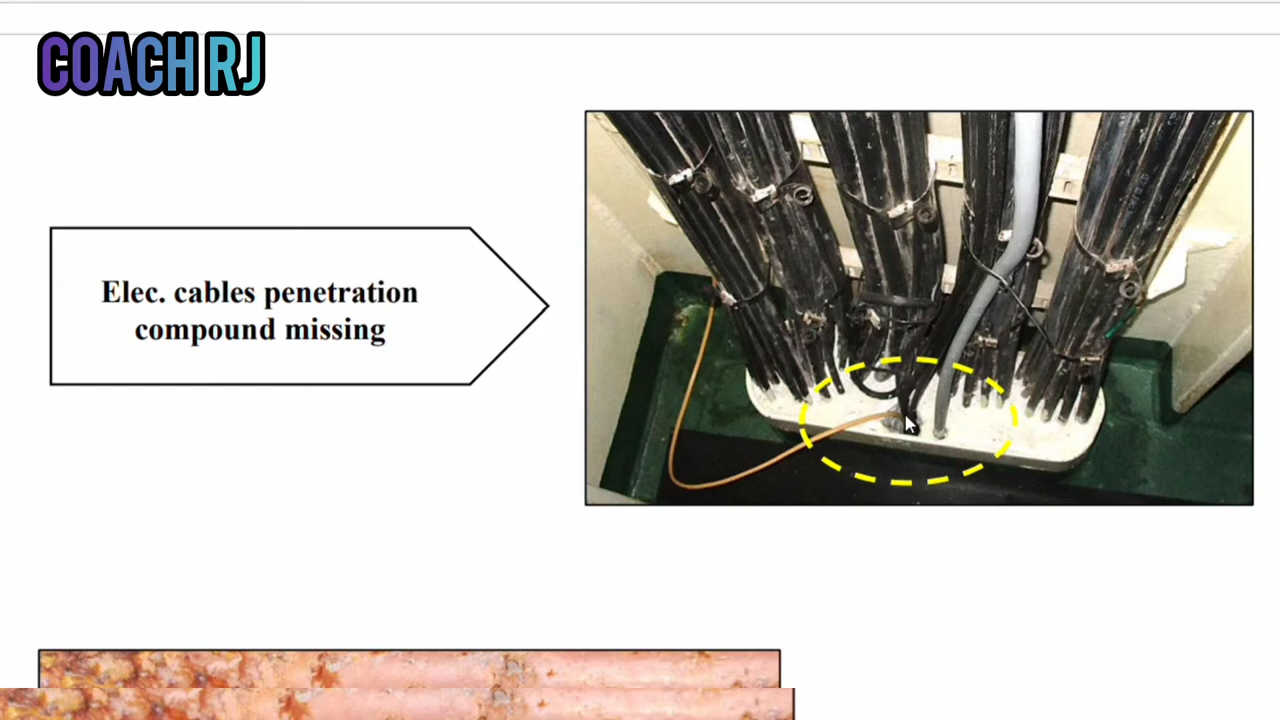 COACH RJ
Elec. cables penetration
compound missing